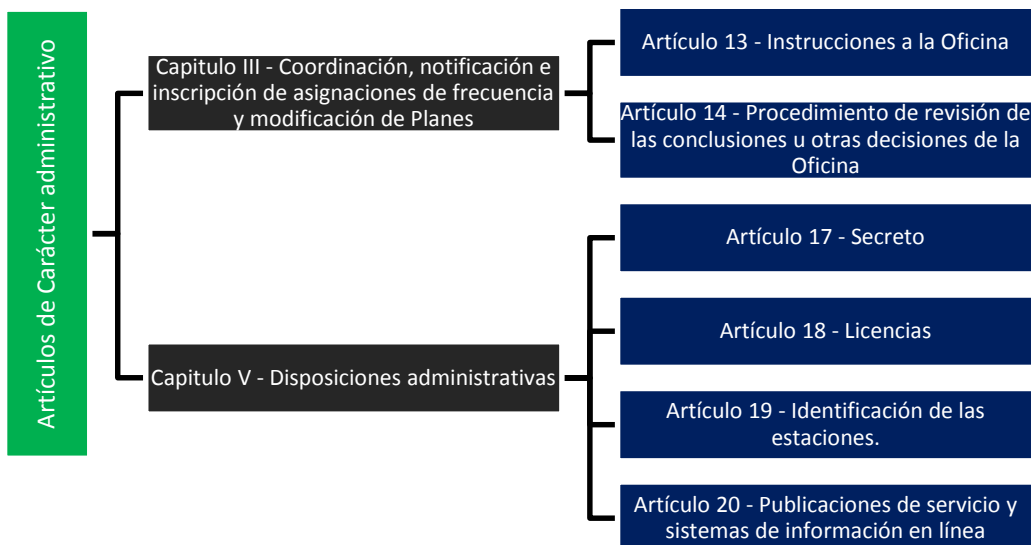 Artículos de Carácter administrativo
Capitulo III - Coordinación, notificación e
inscripción de asignaciones de frecuencia
y modificación de Planes
Artículo 13 - Instrucciones a la Oficina
Artículo 14 - Procedimiento de revisión de
las conclusiones u otras decisiones de la
Oficina
Capitulo V - Disposiciones administrativas
Artículo 17 - Secreto
Artículo 18 - Licencias
Artículo 19 - Identificación de las
estaciones.
Artículo 20 - Publicaciones de servicio y
sistemas de información en línea